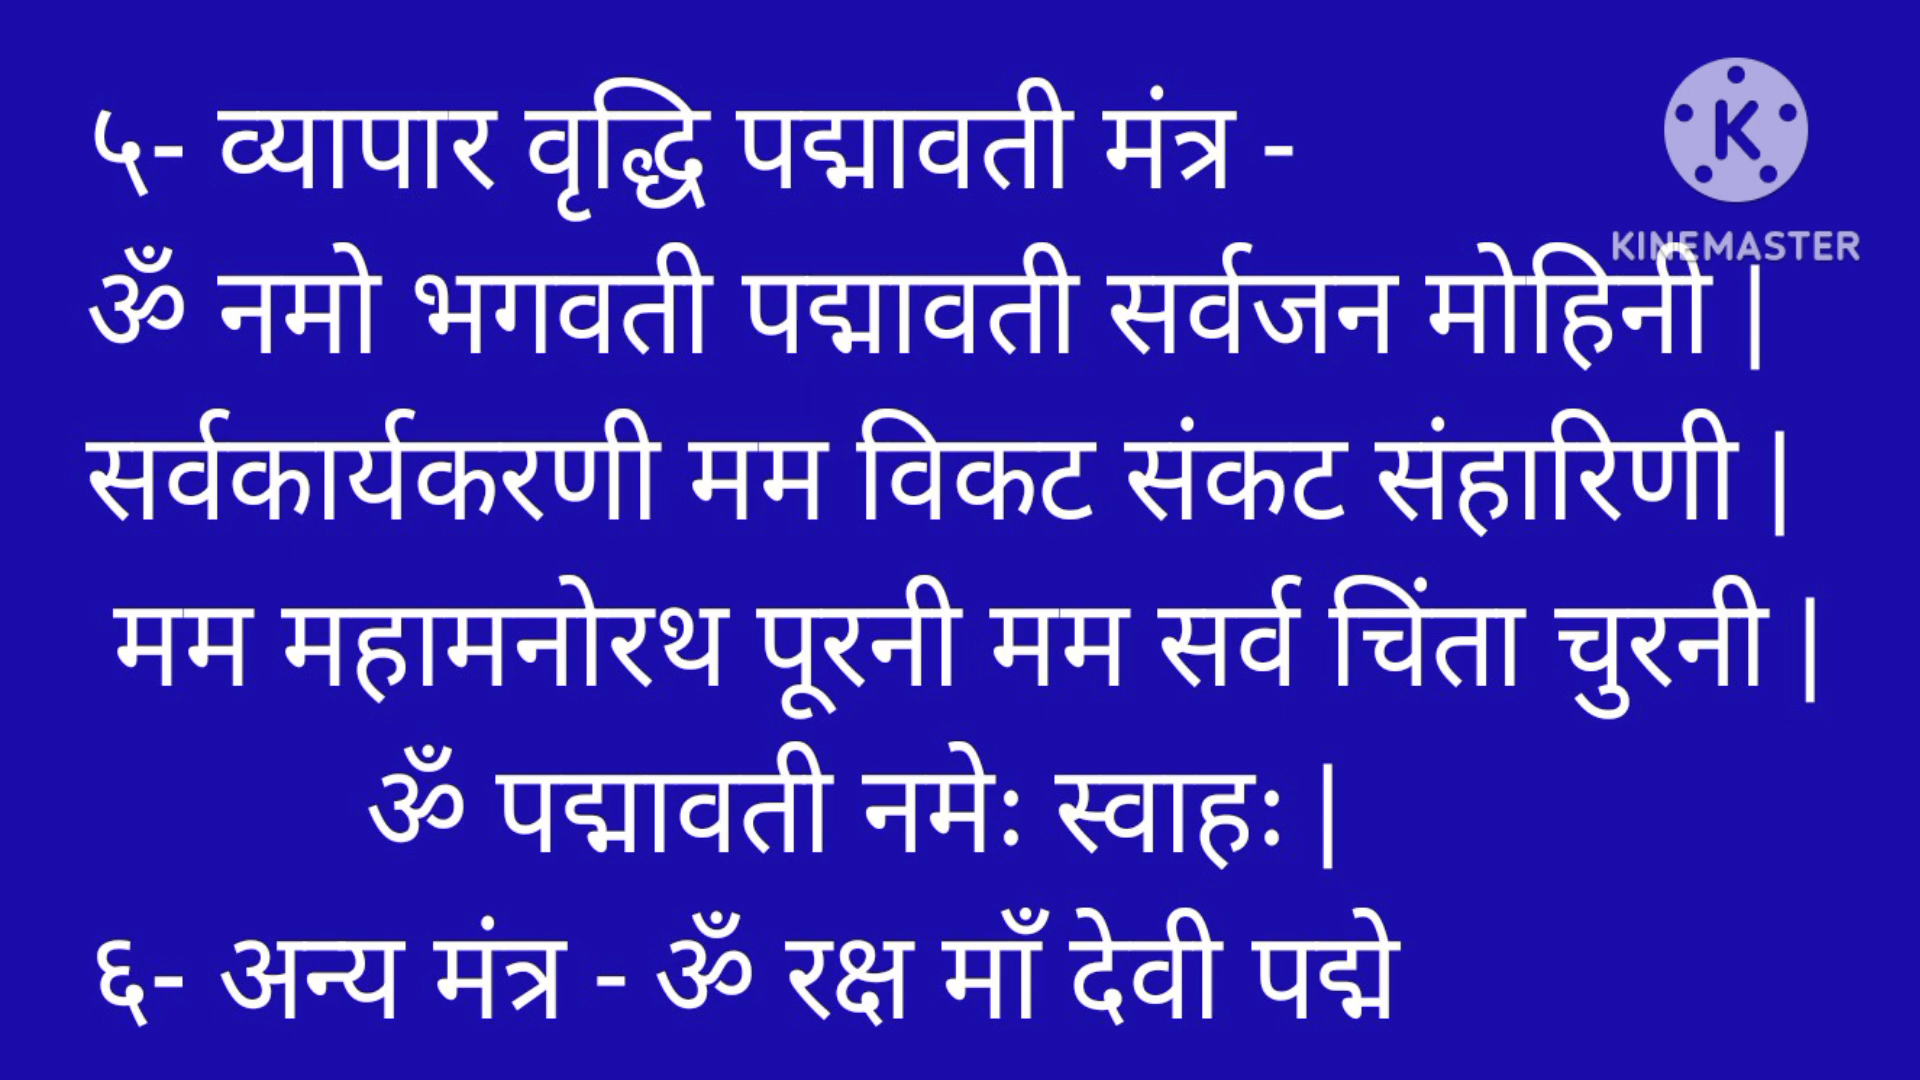 ५- व्यापार वृद्धि पद्मावती मंत्र -
KINEMASTER
ॐ नमो भगवती पद्मावती सर्वजन मोहिनी |
सर्वकार्यकरणी मम विकट संकट संहारिणी |
मम महामनोरथ पूरनी मम सर्व चिंता चुरनी |
ॐ पद्मावती नमेः स्वाहः |
६- अन्य मंत्र - ॐ रक्ष माँ देवी पद्मे